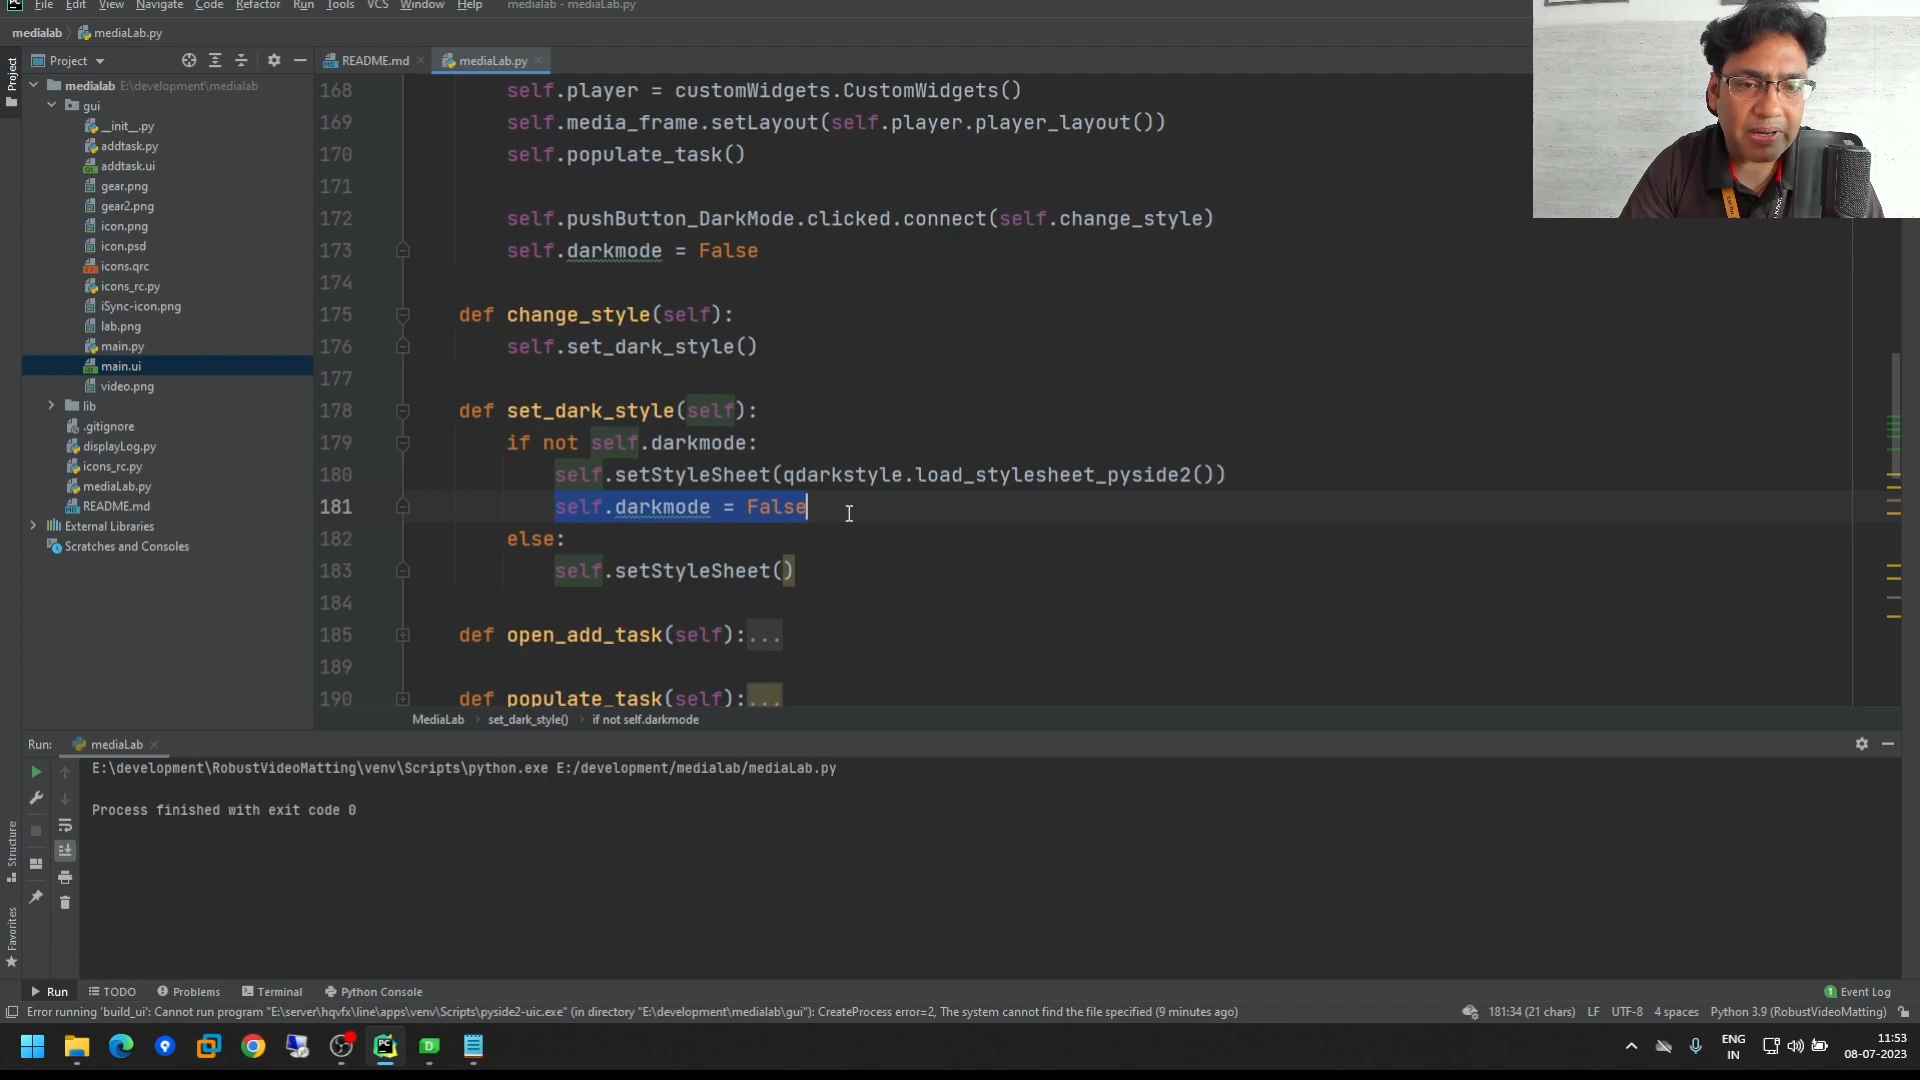 File Edit View Navigate Code Refactor Run Tools VCS Window Help medialab - mediaLab.py
medialab mediaLab.py
Project README.md mediaLab.py
medialab E:\development\medialab
gui
__init__.py
addtask.py
addtask.ui
gear.png
gear2.png
icon.png
icon.psd
icons.qrc
icons_rc.py
iSync-icon.png
lab.png
main.py
main.ui
video.png
lib
.gitignore
displayLog.py
icons_rc.py
mediaLab.py
README.md
External Libraries
Scratches and Consoles
Project
168 self.player = customWidgets.CustomWidgets()
169 self.media_frame.setLayout(self.player.player_layout())
170 self.populate_task()
171
172 self.pushButton_DarkMode.clicked.connect(self.change_style)
173 self.darkmode = False
174
175 def change_style(self):
176 self.set_dark_style()
177
178 def set_dark_style(self):
179 if not self.darkmode:
180 self.setStyleSheet(qdarkstyle.load_stylesheet_pyside2())
181 self.darkmode = False
182 else:
183 self.setStyleSheet()
184
185 def open_add_task(self):...
189
190 def populate_task(self):...
MediaLab set_dark_style() if not self.darkmode
Run: mediaLab
E:\development\RobustVideoMatting\venv\Scripts\python.exe E:/development/medialab/mediaLab.py
Process finished with exit code 0
Structure
Favorites
Run TODO Problems Terminal Python Console Event Log
Error running 'build_ui': Cannot run program "E:\server\hqvfx\line\apps\venv\Scripts\pyside2-uic.exe" (in directory "E:\development\medialab\gui"): CreateProcess error=2, The system cannot find the file specified (9 minutes ago) 181:34 (21 chars) LF UTF-8 4 spaces Python 3.9 (RobustVideoMatting)
ENG
IN
11:53
08-07-2023